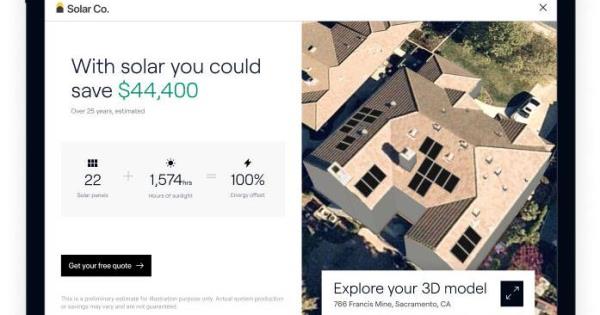 Solar Co.
With solar you could
save $44,400
Over 25 years, estimated
22 + 1,574hrs = 100%
Solar panels Hours of sunlight Energy offset
Get your free quote →
This is a preliminary estimate for illustration purpose only. Actual system production
or savings may vary and are not guaranteed.
Explore your 3D model
766 Francis Mine, Sacramento, CA